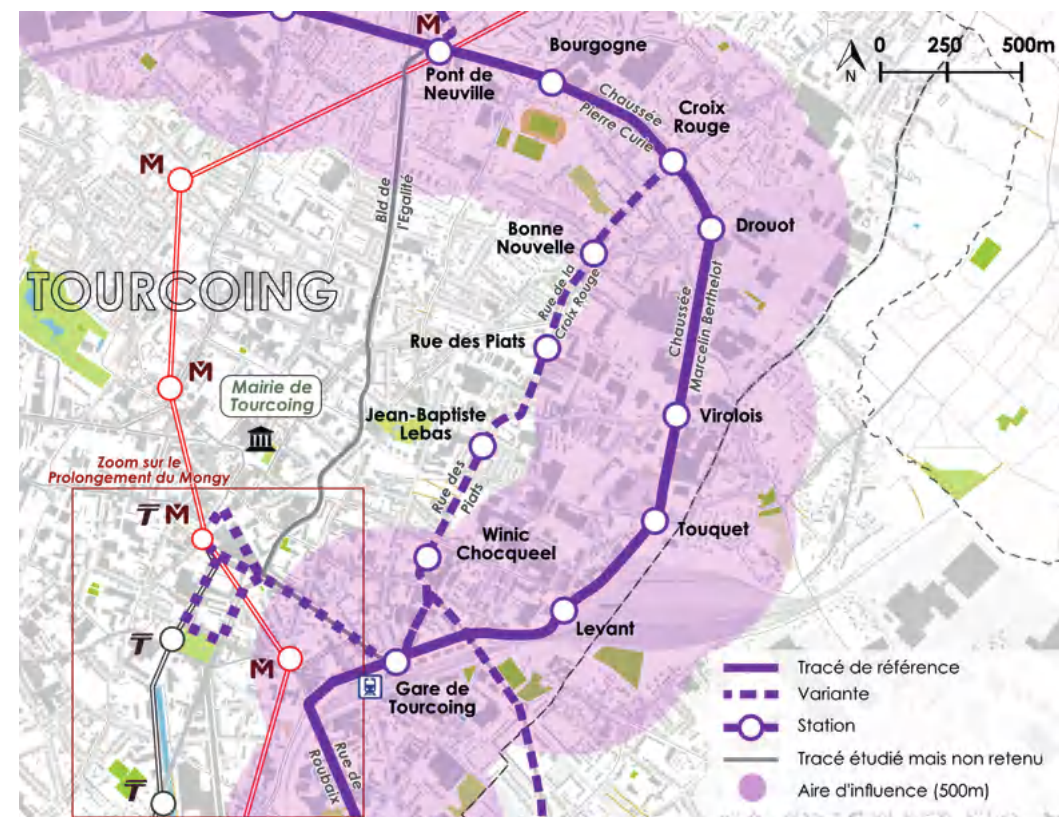 M
Pont de
Neuville
Bourgogne
Chaussée
Pierre Curie
Croix
Rouge
N
0 250 500m
M
Bld de
l'Egalité
Bonne
Nouvelle
Drouot
TOURCOING
Rue de la
Croix Rouge
Rue des Piats
Chaussée
Marcelin Berthelot
M
Mairie de
Tourcoing
Jean-Baptiste
Lebas
Virolois
Zoom sur le
Prolongement du Mongy
Rue des
Piats
T M
Winic
Chocqueel
Touquet
T
M
Levant
Gare de
Tourcoing
Rue de
Roubaix
T
Tracé de référence
Variante
Station
Tracé étudié mais non retenu
Aire d'influence (500m)